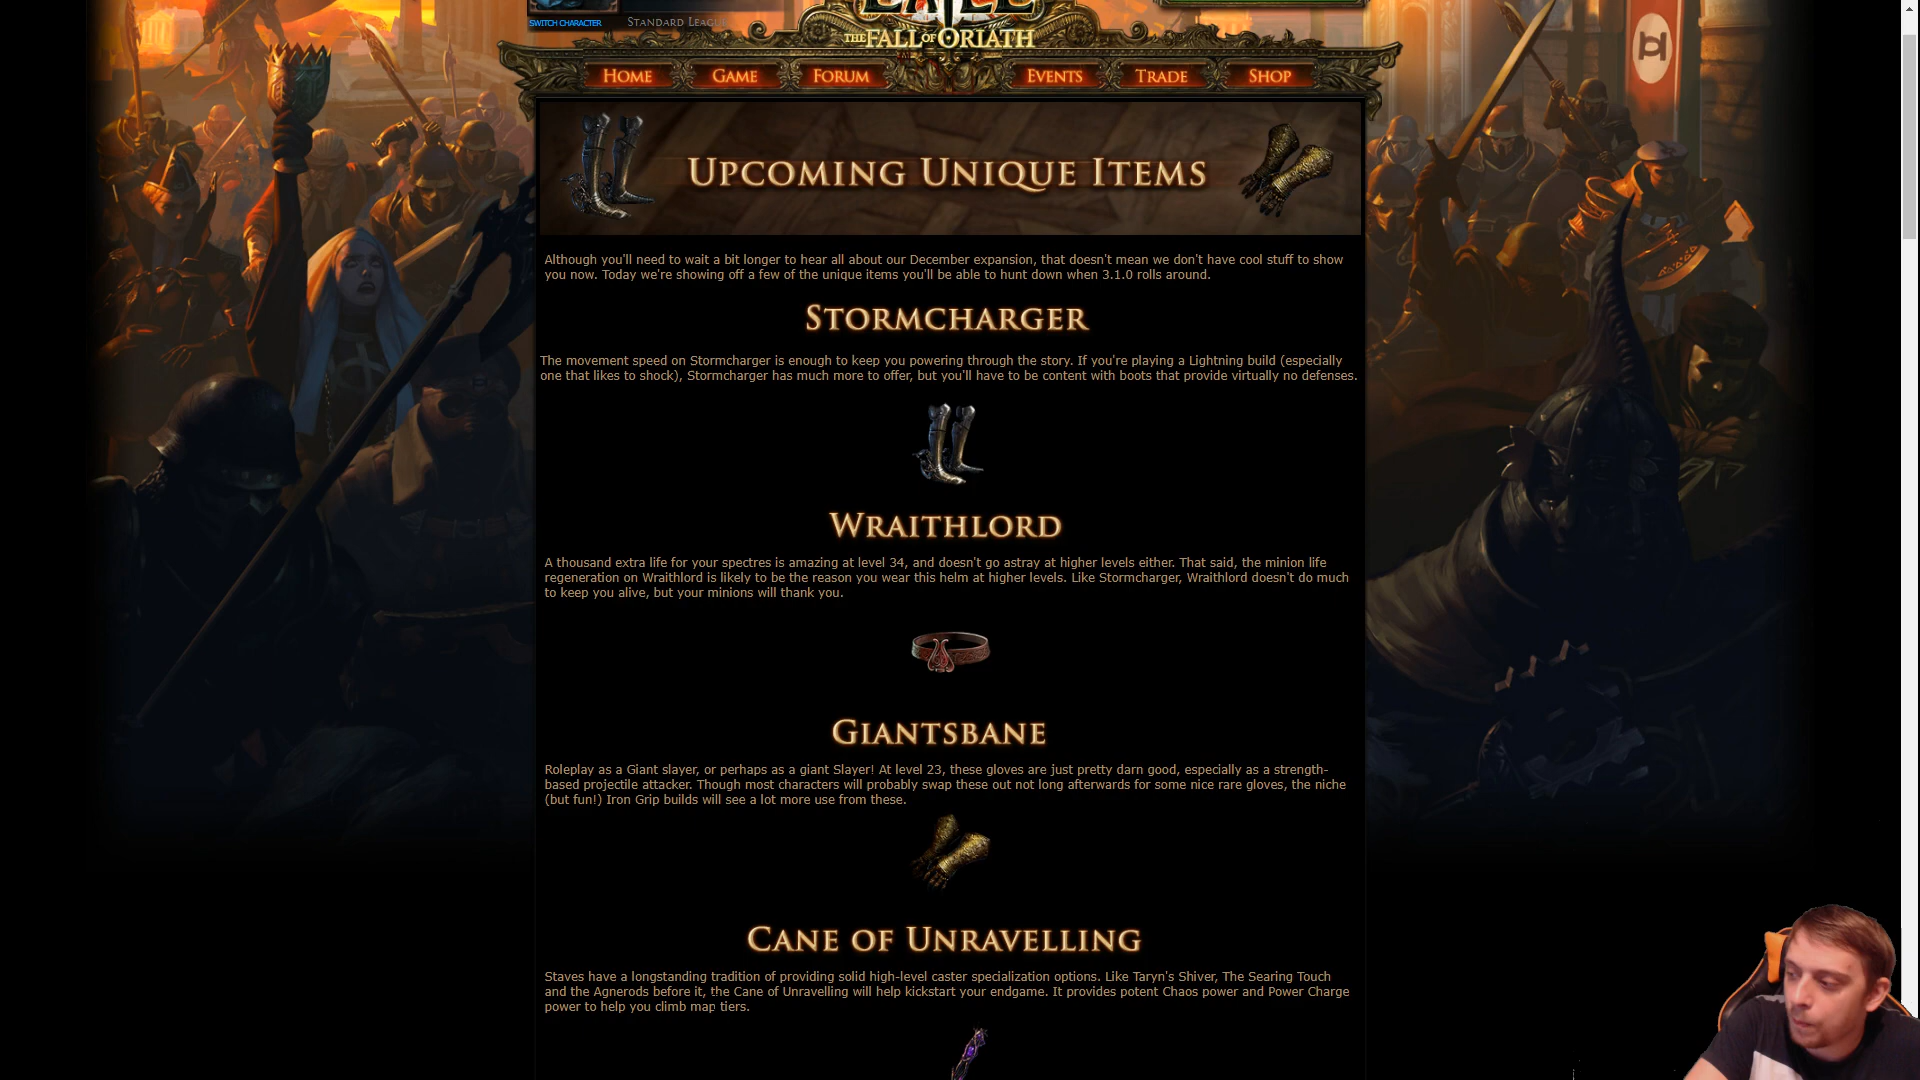 SWITCH CHARACTER
STANDARD LEAGUE
THE FALL OF ORIATH
HOME
GAME
FORUM
EVENTS
TRADE
SHOP
UPCOMING UNIQUE ITEMS
Although you'll need to wait a bit longer to hear all about our December expansion, that doesn't mean we don't have cool stuff to show
you now. Today we're showing off a few of the unique items you'll be able to hunt down when 3.1.0 rolls around.
STORMCHARGER
The movement speed on Stormcharger is enough to keep you powering through the story. If you're playing a Lightning build (especially
one that likes to shock), Stormcharger has much more to offer, but you'll have to be content with boots that provide virtually no defenses.
WRAITHLORD
A thousand extra life for your spectres is amazing at level 34, and doesn't go astray at higher levels either. That said, the minion life
regeneration on Wraithlord is likely to be the reason you wear this helm at higher levels. Like Stormcharger, Wraithlord doesn't do much
to keep you alive, but your minions will thank you.
GIANTSBANE
Roleplay as a Giant slayer, or perhaps as a giant Slayer! At level 23, these gloves are just pretty darn good, especially as a strength-
based projectile attacker. Though most characters will probably swap these out not long afterwards for some nice rare gloves, the niche
(but fun!) Iron Grip builds will see a lot more use from these.
CANE OF UNRAVELLING
Staves have a longstanding tradition of providing solid high-level caster specialization options. Like Taryn's Shiver, The Searing Touch
and the Agnerods before it, the Cane of Unravelling will help kickstart your endgame. It provides potent Chaos power and Power Charge
power to help you climb map tiers.